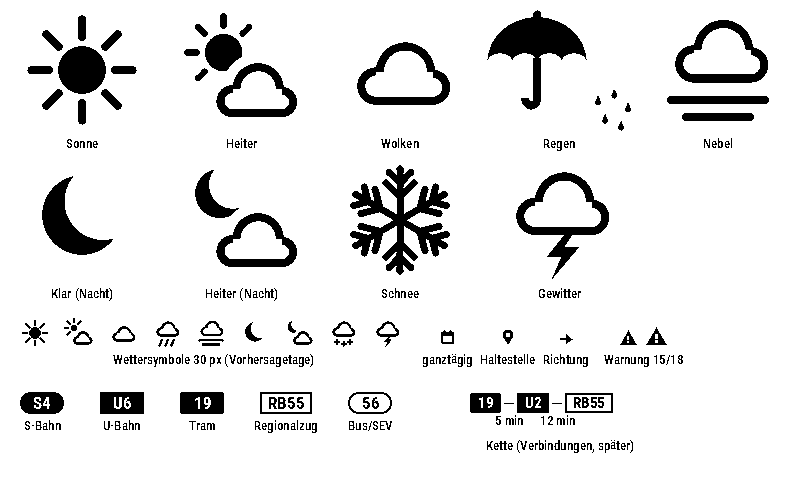 Sonne Heiter Wolken Regen Nebel
Klar (Nacht) Heiter (Nacht) Schnee Gewitter
Wettersymbole 30 px (Vorhersagetage) ganztägig Haltestelle Richtung Warnung 15/18
S4 U6 19 RB55 56 19 U2 RB55
S-Bahn U-Bahn Tram Regionalzug Bus/SEV 5 min 12 min
Kette (Verbindungen, später)